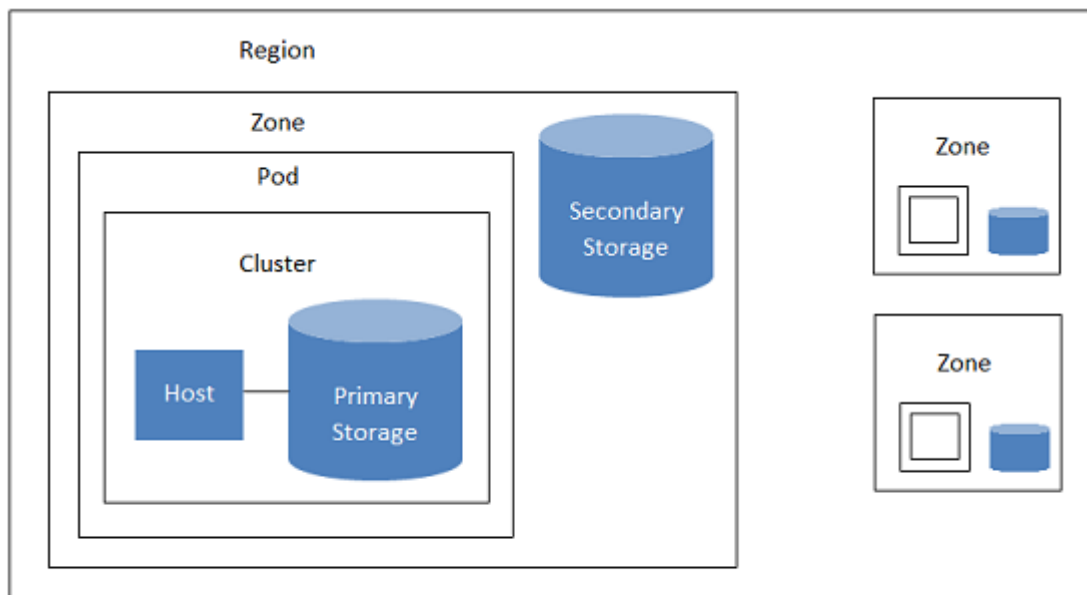 Region
Zone
Pod
Cluster
Host
Primary
Storage
Secondary
Storage
Zone
Zone